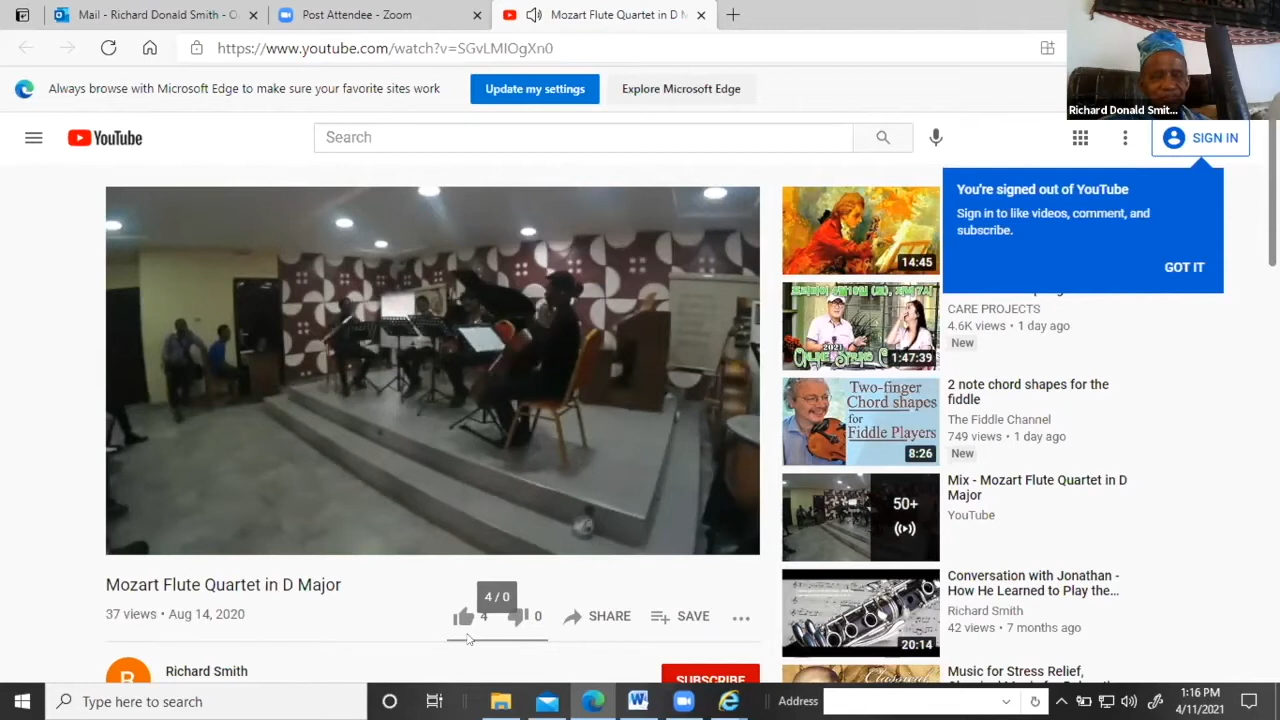 Mail - Richard Donald Smith - O
Post Attendee - Zoom
Mozart Flute Quartet in D M
https://www.youtube.com/watch?v=SGvLMIOgXn0
Always browse with Microsoft Edge to make sure your favorite sites work
Update my settings
Explore Microsoft Edge
Richard Donald Smit...
YouTube
Search
SIGN IN
You're signed out of YouTube
Sign in to like videos, comment, and
subscribe.
GOT IT
14:45
CARE PROJECTS
4.6K views • 1 day ago
New
2021
1:47:39
2 note chord shapes for the
fiddle
The Fiddle Channel
749 views • 1 day ago
New
Two-finger
Chord shapes
for
Fiddle Players
8:26
Mix - Mozart Flute Quartet in D
Major
YouTube
50+
Conversation with Jonathan -
How He Learned to Play the...
Richard Smith
42 views • 7 months ago
20:14
Music for Stress Relief,
Mozart Flute Quartet in D Major
37 views • Aug 14, 2020
4 / 0
4
0
SHARE
SAVE
R
Richard Smith
SUBSCRIBE
Type here to search
Address
1:16 PM
4/11/2021